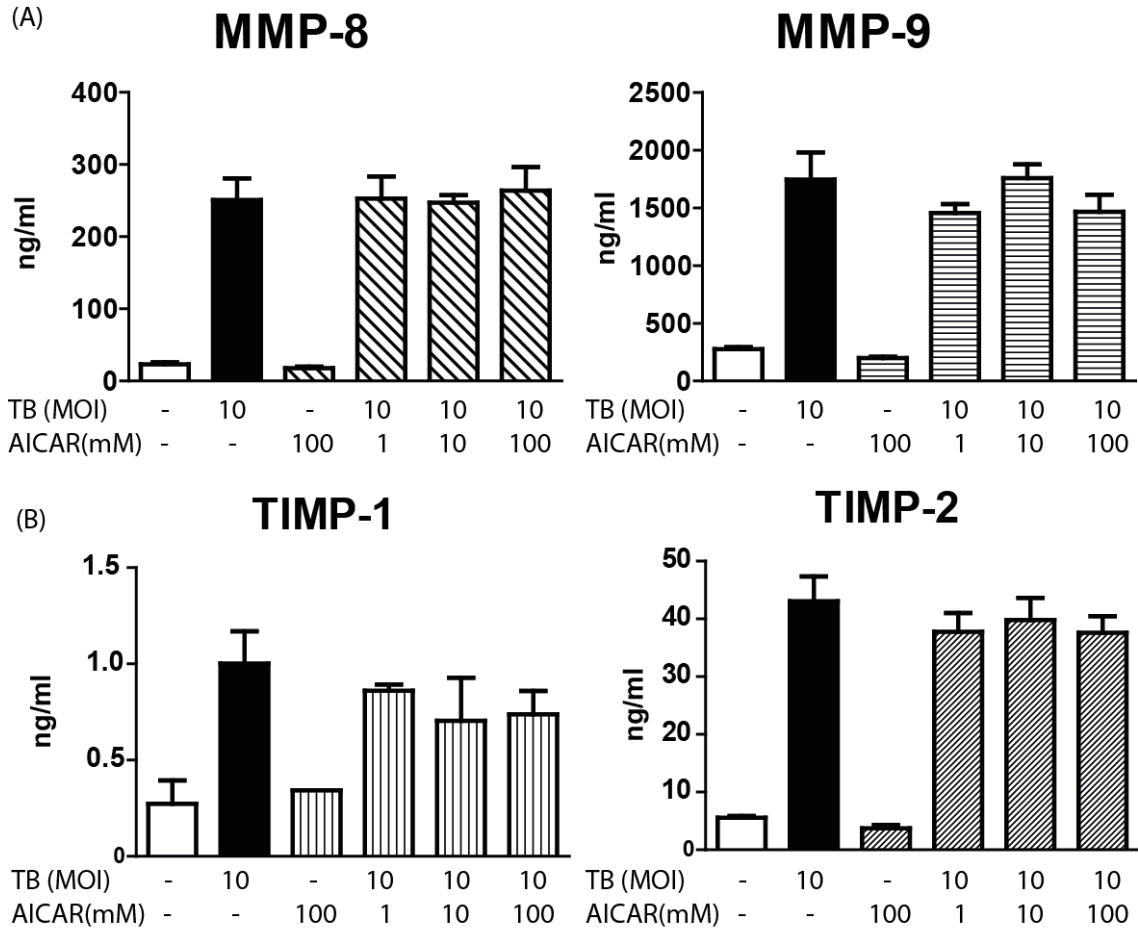 (A)
MMP-8
MMP-9
400
300
200
100
0
ng/ml
2500
2000
1500
1000
500
0
ng/ml
TB (MOI) - 10 - 10 10 10
AICAR(mM) - - 100 1 10 100
- 10 - 10 10 10
- - 100 1 10 100
(B)
TIMP-1
TIMP-2
1.5
1.0
0.5
0
ng/ml
50
40
30
20
10
0
ng/ml
TB (MOI) - 10 - 10 10 10
AICAR(mM) - - 100 1 10 100
TB (MOI) - 10 - 10 10 10
AICAR(mM) - - 100 1 10 100